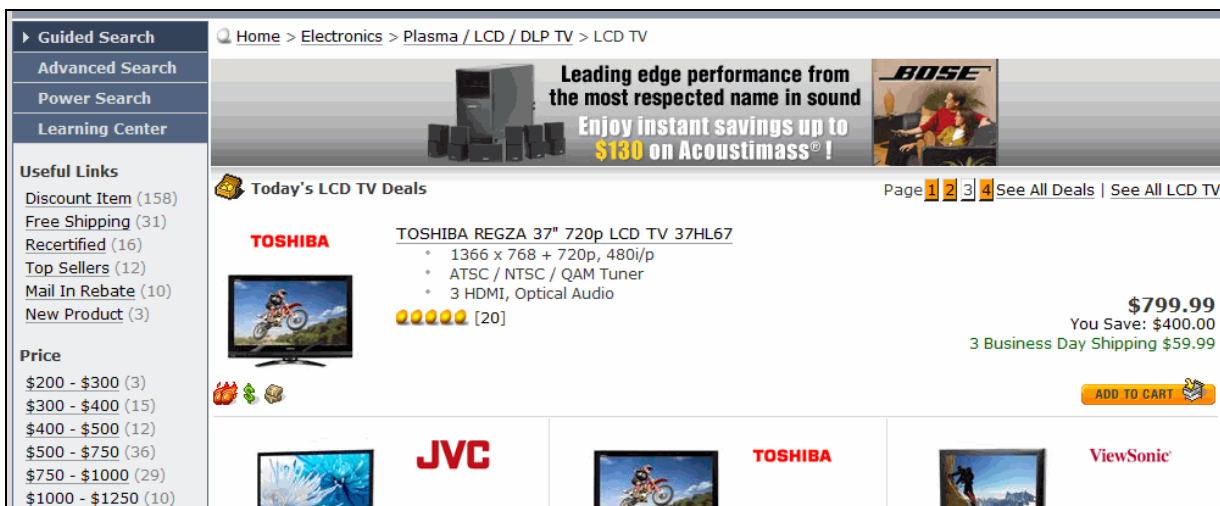 Guided Search
Advanced Search
Power Search
Learning Center
Useful Links
Discount Item (158)
Free Shipping (31)
Recertified (16)
Top Sellers (12)
Mail In Rebate (10)
New Product (3)
Price
$200 - $300 (3)
$300 - $400 (15)
$400 - $500 (12)
$500 - $750 (36)
$750 - $1000 (29)
$1000 - $1250 (10)
Home > Electronics > Plasma / LCD / DLP TV > LCD TV
Leading edge performance from
the most respected name in sound
Enjoy instant savings up to
$130 on Acoustimass® !
BOSE
Today's LCD TV Deals
Page 1 2 3 4 See All Deals | See All LCD TV
TOSHIBA
TOSHIBA REGZA 37" 720p LCD TV 37HL67
1366 x 768 + 720p, 480i/p
ATSC / NTSC / QAM Tuner
3 HDMI, Optical Audio
[20]
$799.99
You Save: $400.00
3 Business Day Shipping $59.99
ADD TO CART
JVC
TOSHIBA
ViewSonic